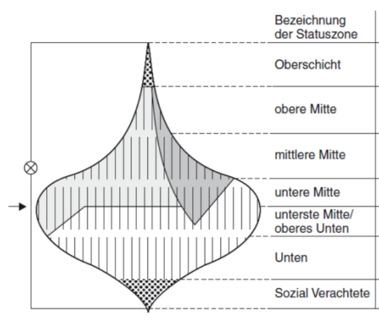 Bezeichnung
der Statuszone
Oberschicht
obere Mitte
mittlere Mitte
untere Mitte
unterste Mitte/
oberes Unten
Unten
Sozial Verachtete